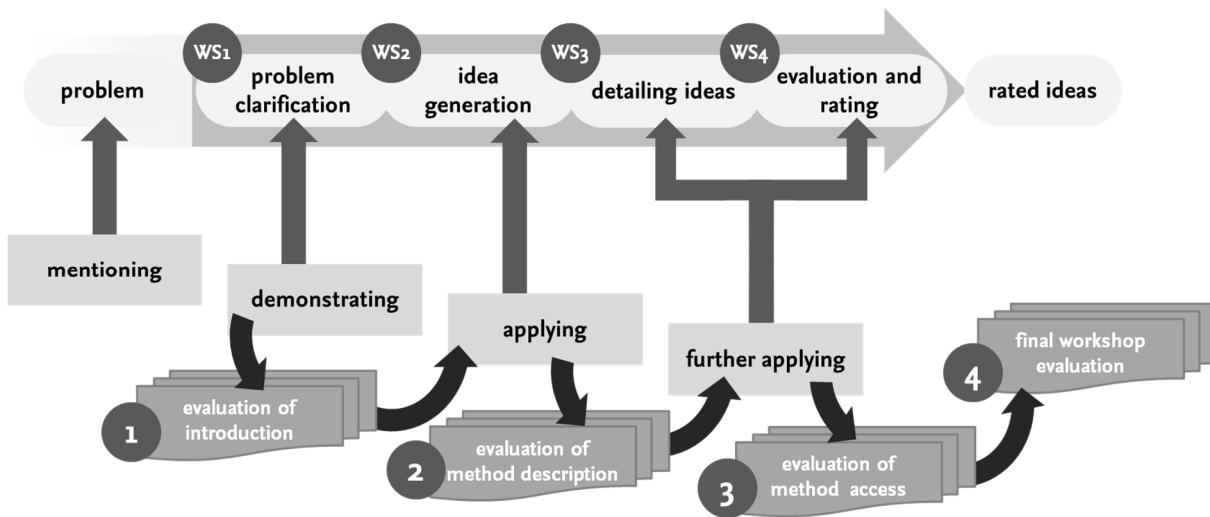 WS1
WS2
WS3
WS4
problem
problem
clarification
idea
generation
detailing ideas
evaluation and
rating
rated ideas
mentioning
demonstrating
applying
further applying
1
evaluation of
introduction
2
evaluation of
method description
3
evaluation of
method access
4
final workshop
evaluation